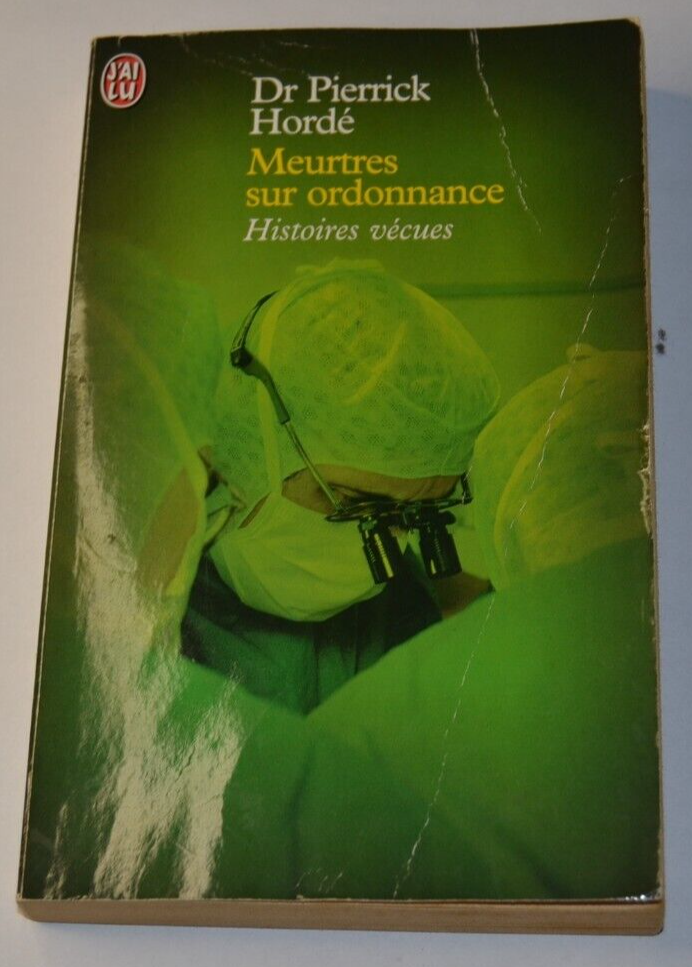 J'AI
LU
Dr Pierrick
Hordé
Meurtres
sur ordonnance
Histoires vécues